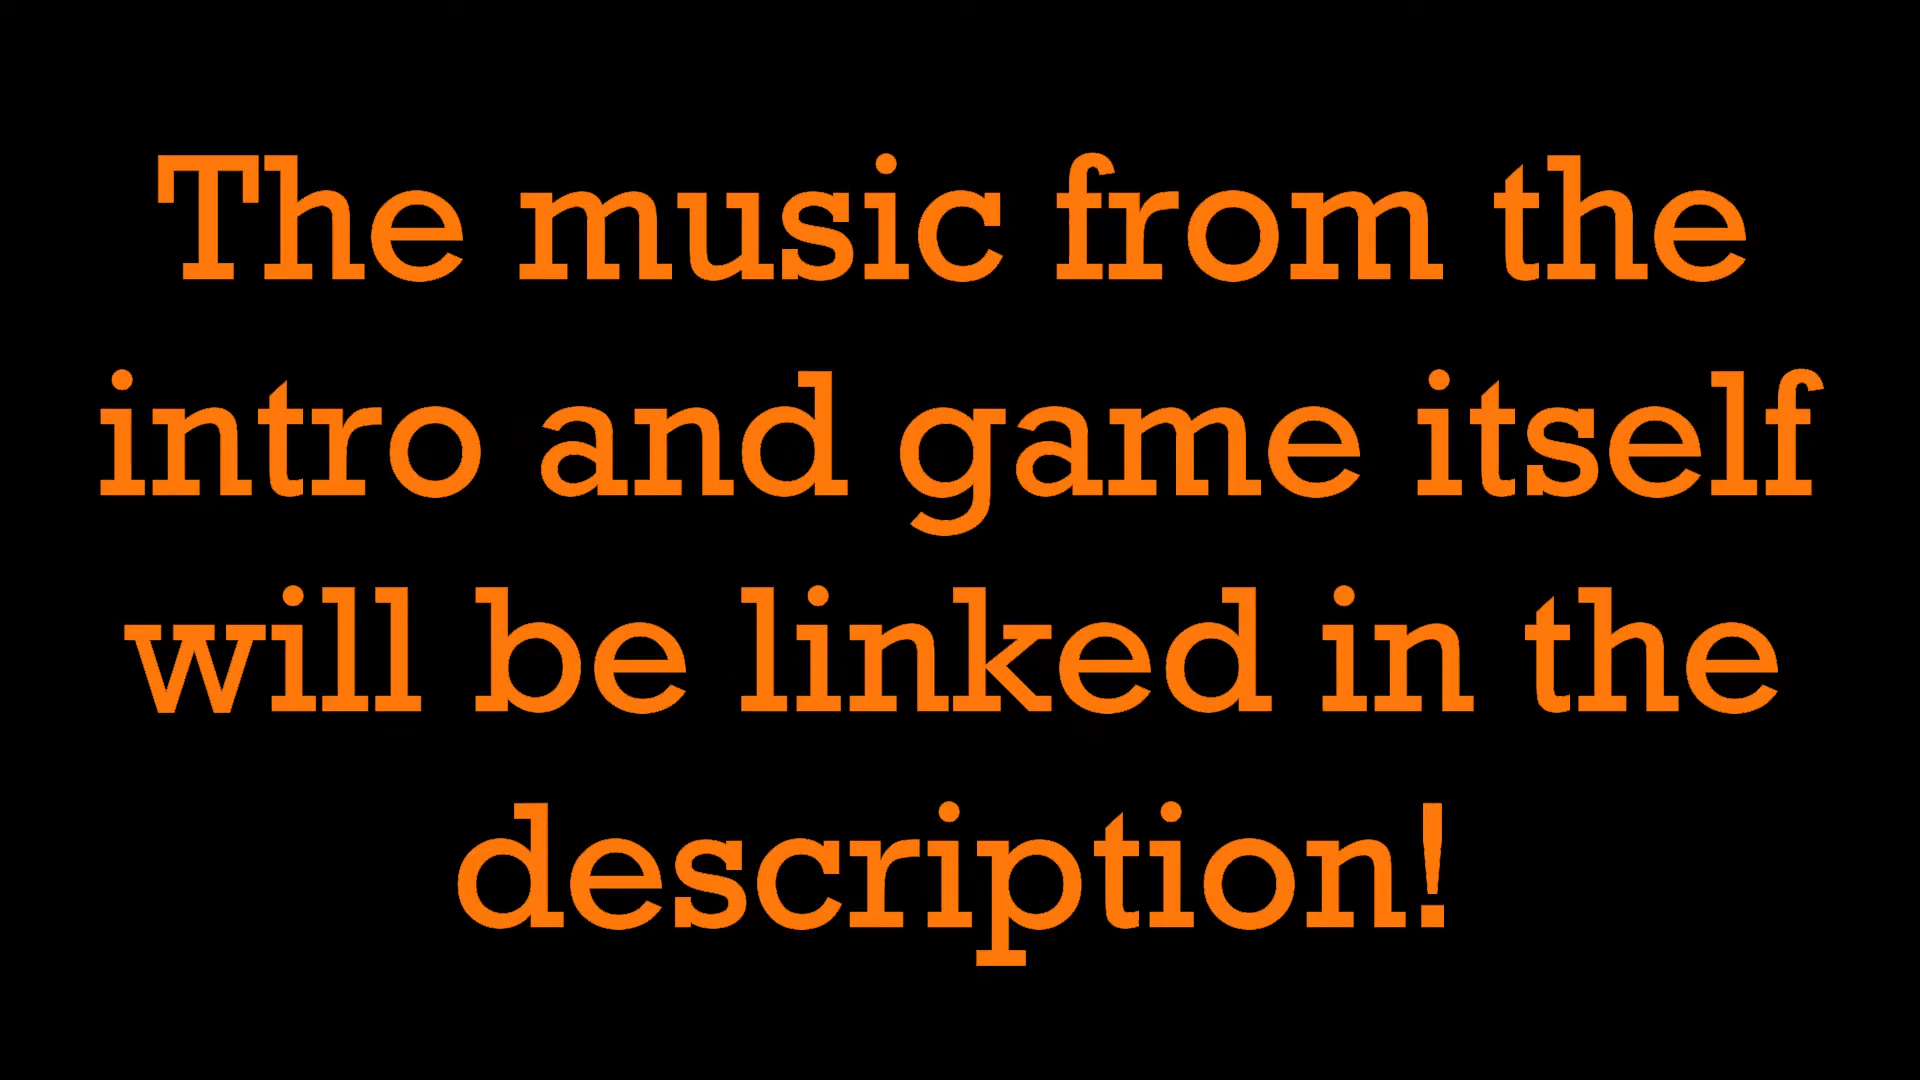 The music from the
intro and game itself
will be linked in the
description!